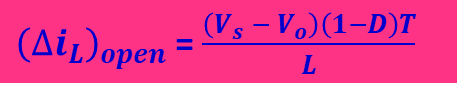 (Δi_L)_open = (V_s − V_o)(1−D)T / L